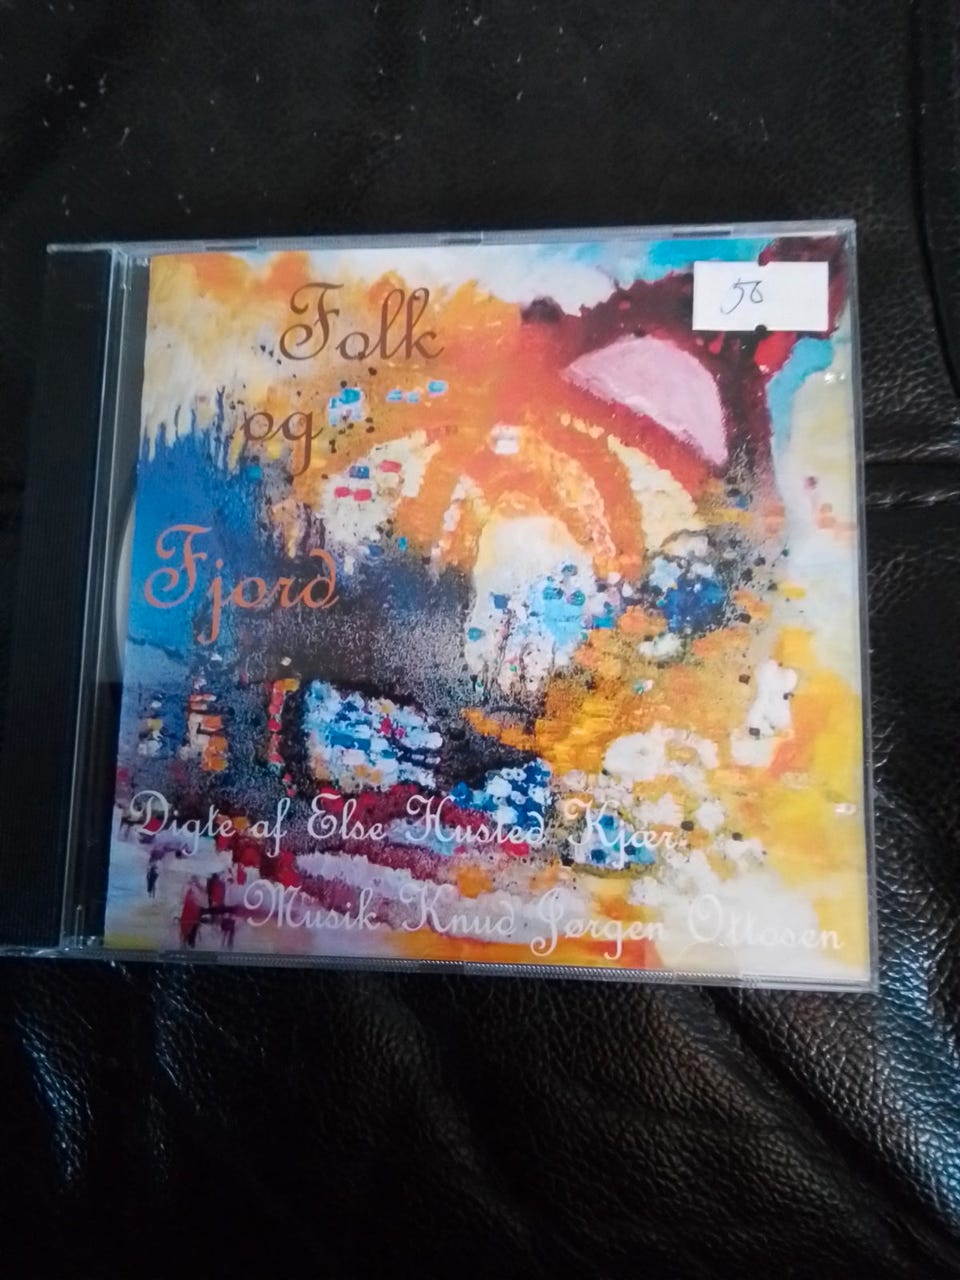 Folk
50
og
Fjord
Digte af Else Husted Kjær
Musik Knud Jørgen Ottosen